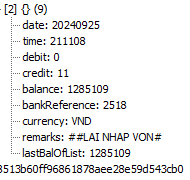 [2] {} (9)
date: 20240925
time: 211108
debit: 0
credit: 11
balance: 1285109
bankReference: 2518
currency: VND
remarks: ##LAI NHAP VON#
lastBalOfList: 1285109
3513b60ff96861878aee28e59d543cb0